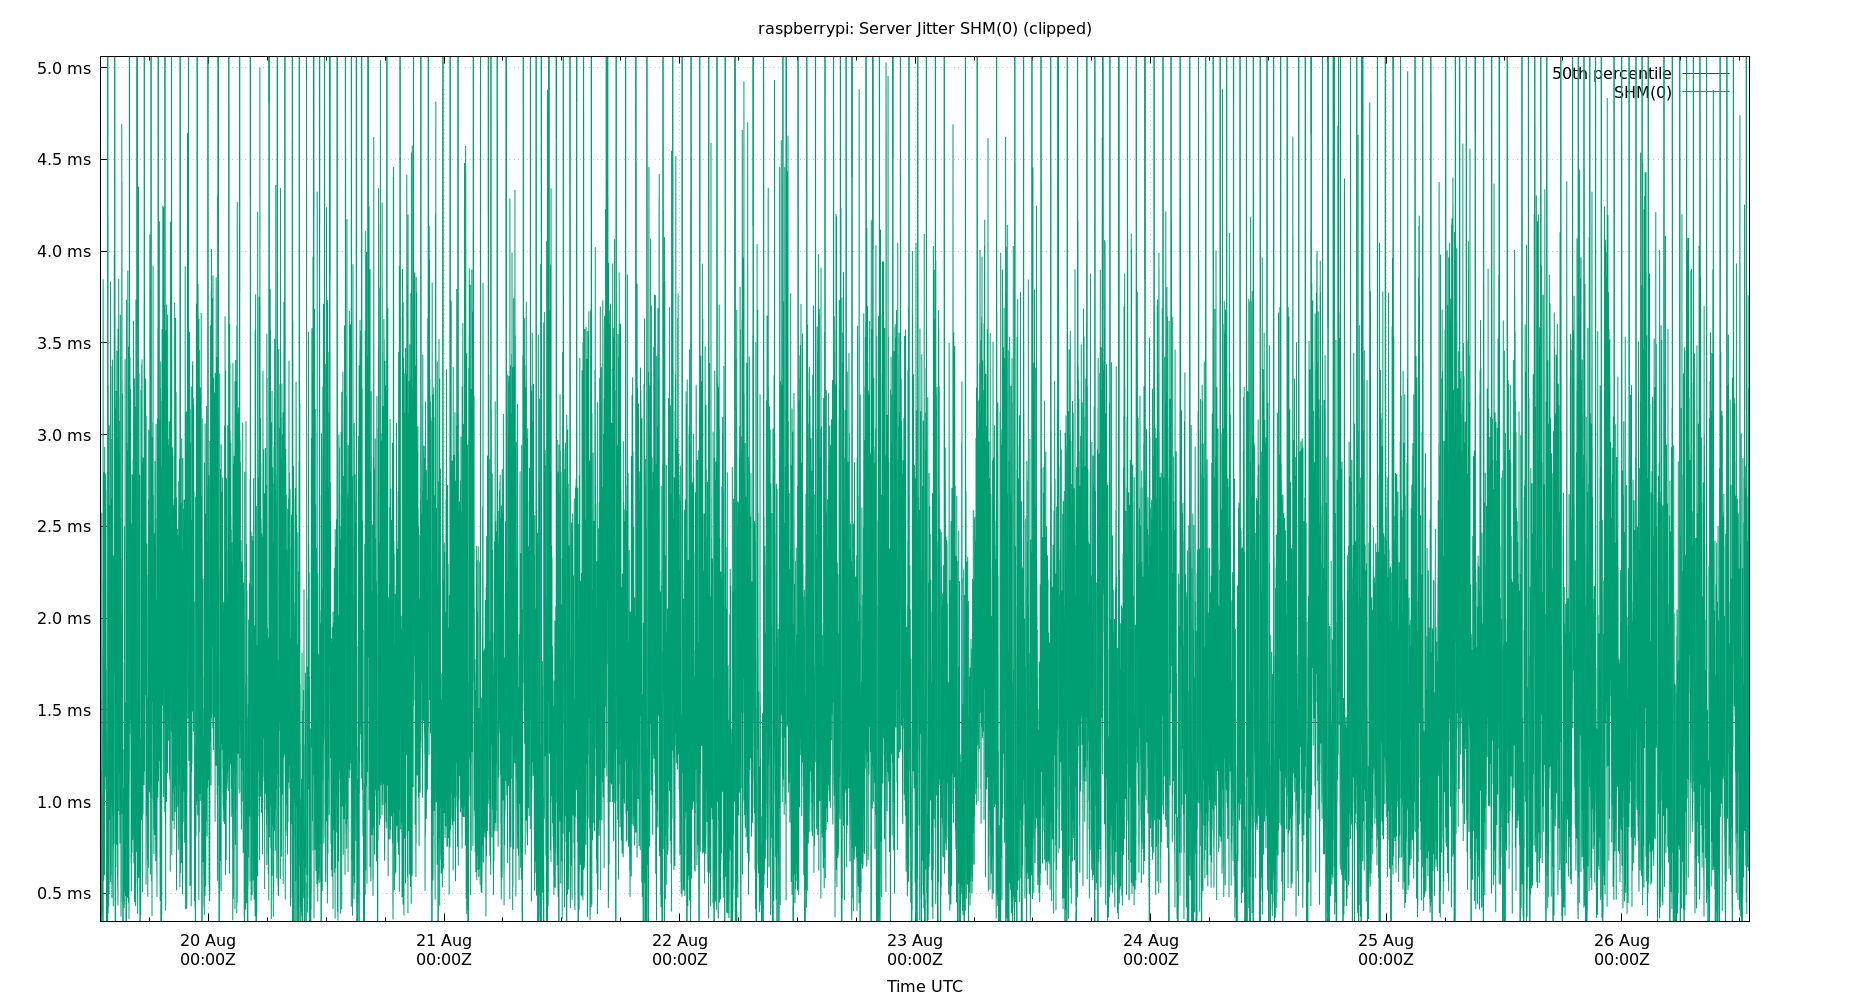 raspberrypi: Server Jitter SHM(0) (clipped)
50th percentile
SHM(0)
5.0 ms
4.5 ms
4.0 ms
3.5 ms
3.0 ms
2.5 ms
2.0 ms
1.5 ms
1.0 ms
0.5 ms
20 Aug 21 Aug 22 Aug 23 Aug 24 Aug 25 Aug 26 Aug
00:00Z 00:00Z 00:00Z 00:00Z 00:00Z 00:00Z 00:00Z
Time UTC